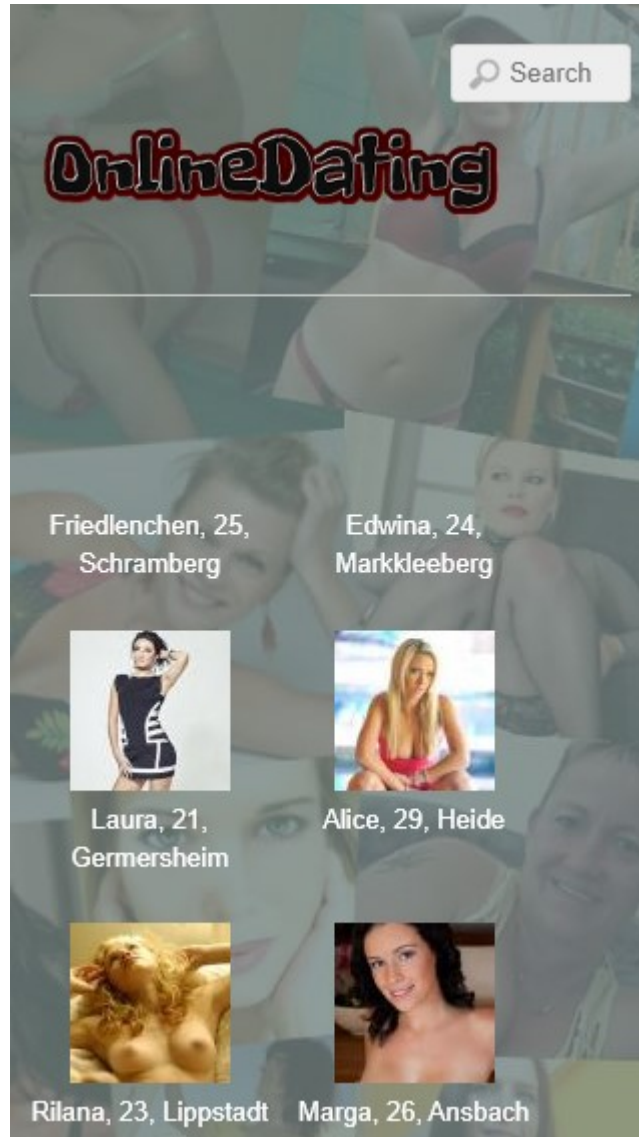 Search
OnlineDating
Friedlenchen, 25,
Schramberg
Edwina, 24,
Markkleeberg
Laura, 21,
Germersheim
Alice, 29, Heide
Rilana, 23, Lippstadt
Marga, 26, Ansbach